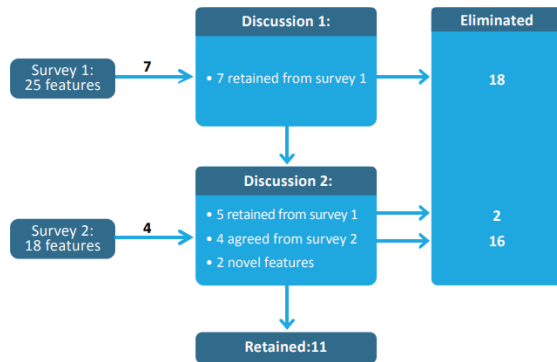 Discussion 1:
Eliminated
Survey 1:
25 features
7
• 7 retained from survey 1
18
Discussion 2:
Survey 2:
18 features
4
• 5 retained from survey 1
2
• 4 agreed from survey 2
16
• 2 novel features
Retained:11